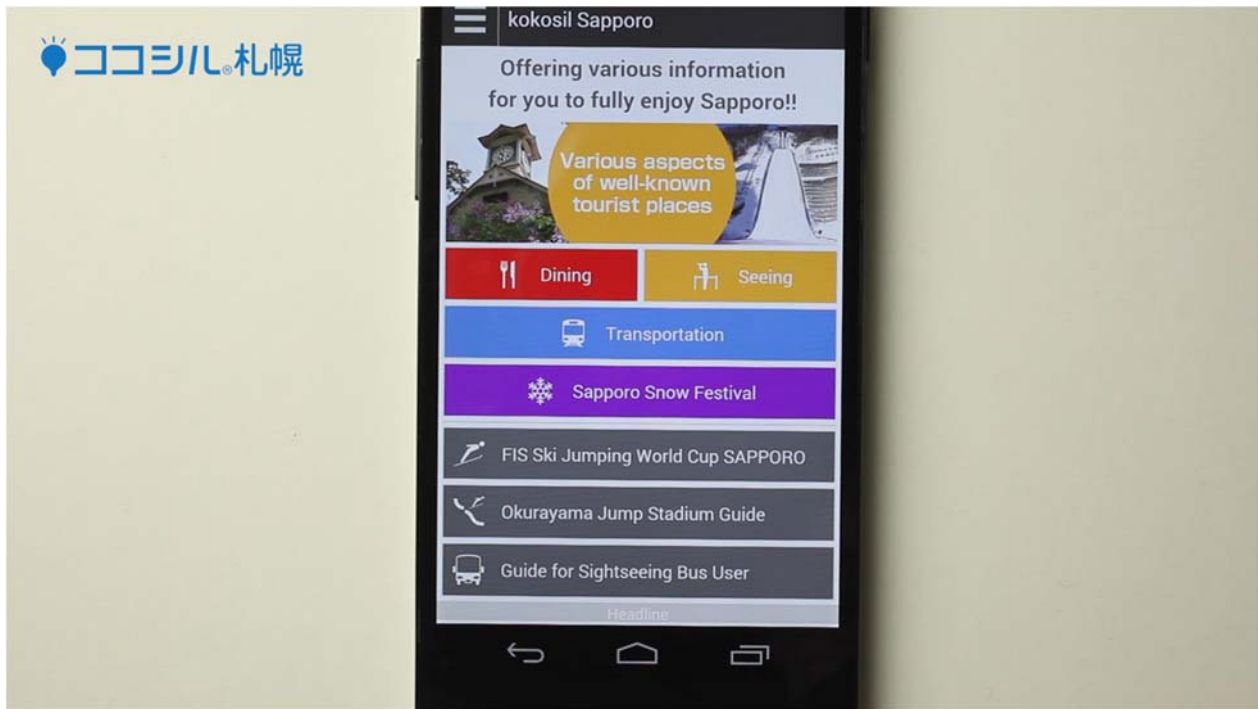 ココシル®札幌
kokosil Sapporo
Offering various information
for you to fully enjoy Sapporo!!
Various aspects
of well-known
tourist places
Dining
Seeing
Transportation
Sapporo Snow Festival
FIS Ski Jumping World Cup SAPPORO
Okurayama Jump Stadium Guide
Guide for Sightseeing Bus User
Headline